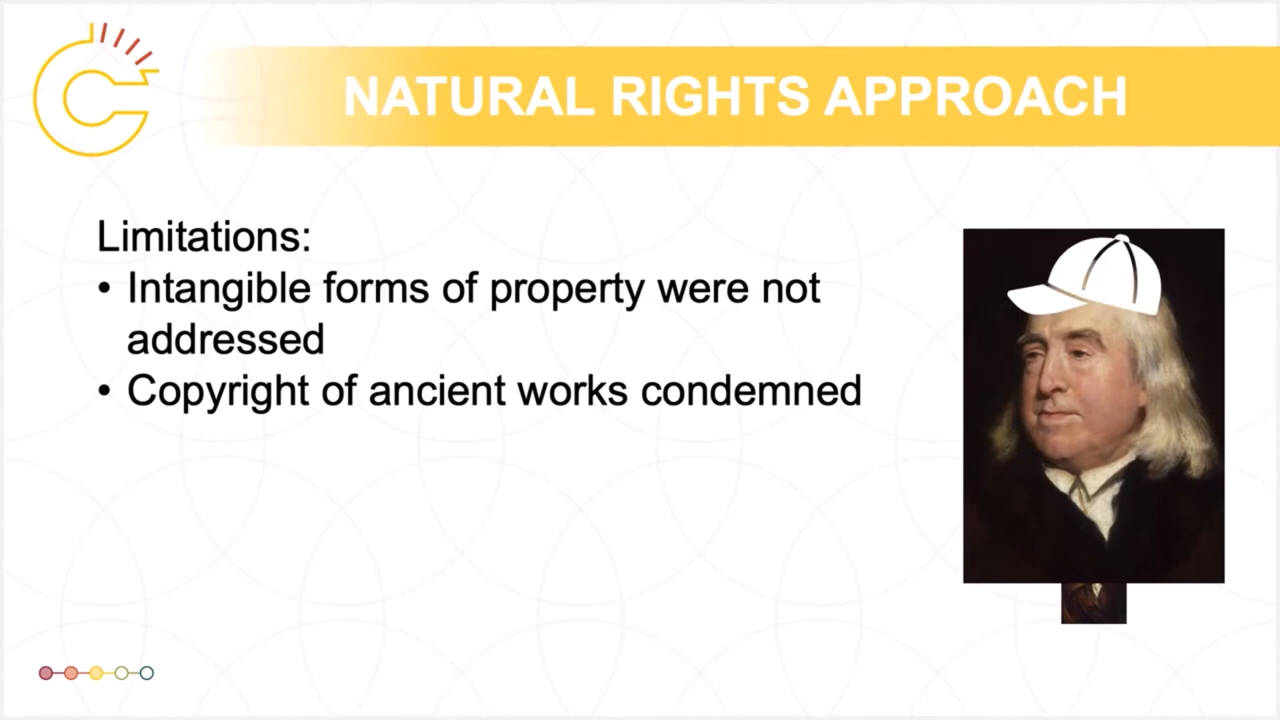 NATURAL RIGHTS APPROACH
Limitations:
• Intangible forms of property were not
addressed
• Copyright of ancient works condemned